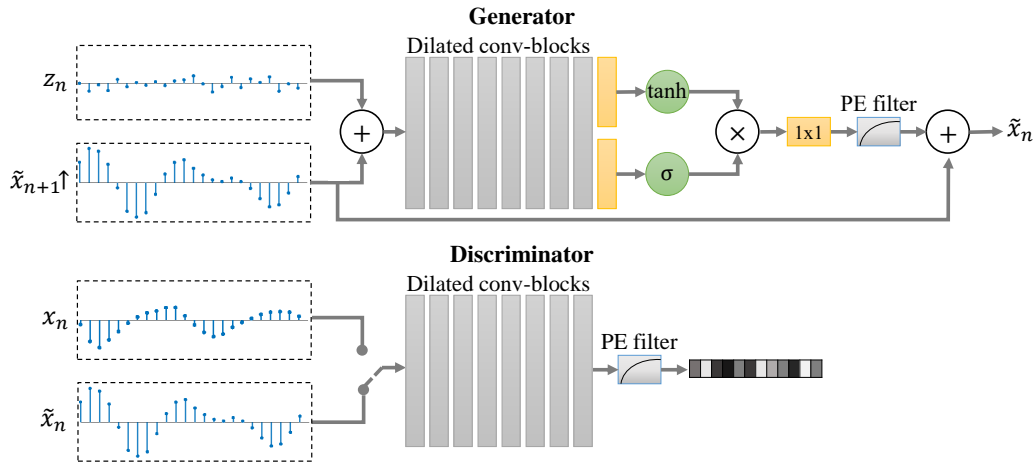 Generator
Dilated conv-blocks
z_n
+
tanh
×
1x1
PE filter
+
x̃_n
x̃_{n+1}↑
σ
Discriminator
Dilated conv-blocks
x_n
PE filter
x̃_n